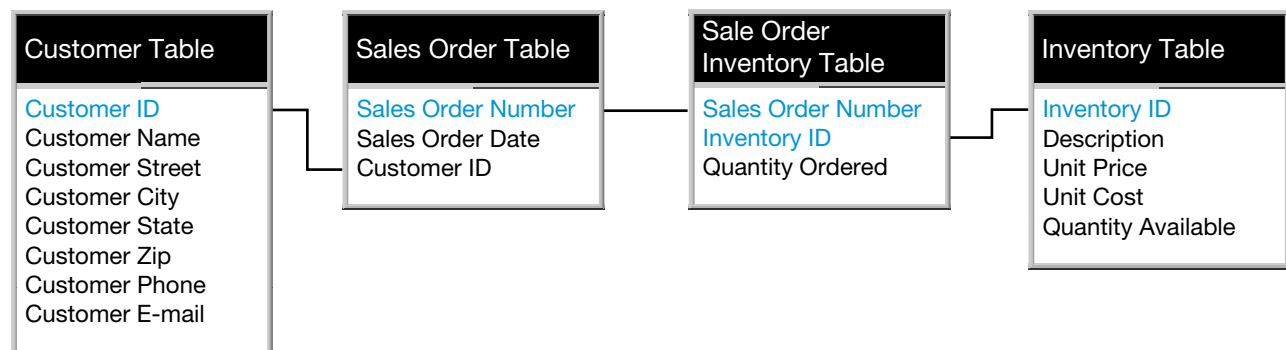 Customer Table
Customer ID
Customer Name
Customer Street
Customer City
Customer State
Customer Zip
Customer Phone
Customer E-mail
Sales Order Table
Sales Order Number
Sales Order Date
Customer ID
Sale Order
Inventory Table
Sales Order Number
Inventory ID
Quantity Ordered
Inventory Table
Inventory ID
Description
Unit Price
Unit Cost
Quantity Available